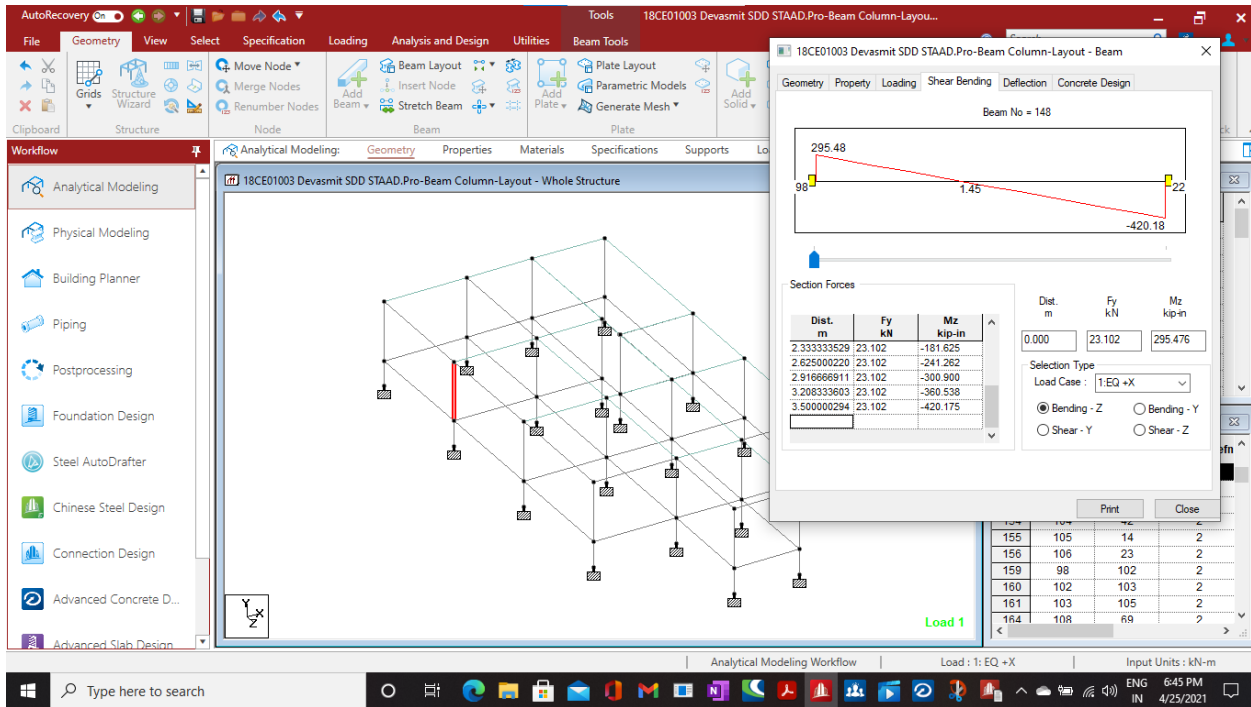 AutoRecovery On
Tools
18CE01003 Devasmit SDD STAAD.Pro-Beam Column-Layou...
File Geometry View Select Specification Loading Analysis and Design Utilities Beam Tools
Grids
Structure Wizard
Move Node
Merge Nodes
Renumber Nodes
Add Beam
Beam Layout
Insert Node
Stretch Beam
Add Plate
Plate Layout
Parametric Models
Generate Mesh
Add Solid
Clipboard Structure Node Beam Plate
Workflow
Analytical Modeling: Geometry Properties Materials Specifications Supports Lo
Analytical Modeling
Physical Modeling
Building Planner
Piping
Postprocessing
Foundation Design
Steel AutoDrafter
Chinese Steel Design
Connection Design
Advanced Concrete D...
Advanced Slab Design
18CE01003 Devasmit SDD STAAD.Pro-Beam Column-Layout - Whole Structure
Y
X
Z
Load 1
18CE01003 Devasmit SDD STAAD.Pro-Beam Column-Layout - Beam
Geometry Property Loading Shear Bending Deflection Concrete Design
Beam No = 148
295.48
98 1.45 22
-420.18
Section Forces
Dist. Fy Mz
m kN kip-in
2.333333529 23.102 -181.625
2.625000220 23.102 -241.262
2.916666911 23.102 -300.900
3.208333603 23.102 -360.538
3.500000294 23.102 -420.175
Dist. Fy Mz
m kN kip-in
0.000 23.102 295.476
Selection Type
Load Case : 1:EQ +X
Bending - Z Bending - Y
Shear - Y Shear - Z
Print Close
efn
155 105 14 2
156 106 23 2
159 98 102 2
160 102 103 2
161 103 105 2
164 108 69 2
Analytical Modeling Workflow Load : 1: EQ +X Input Units : kN-m
Type here to search
ENG 6:45 PM
IN 4/25/2021